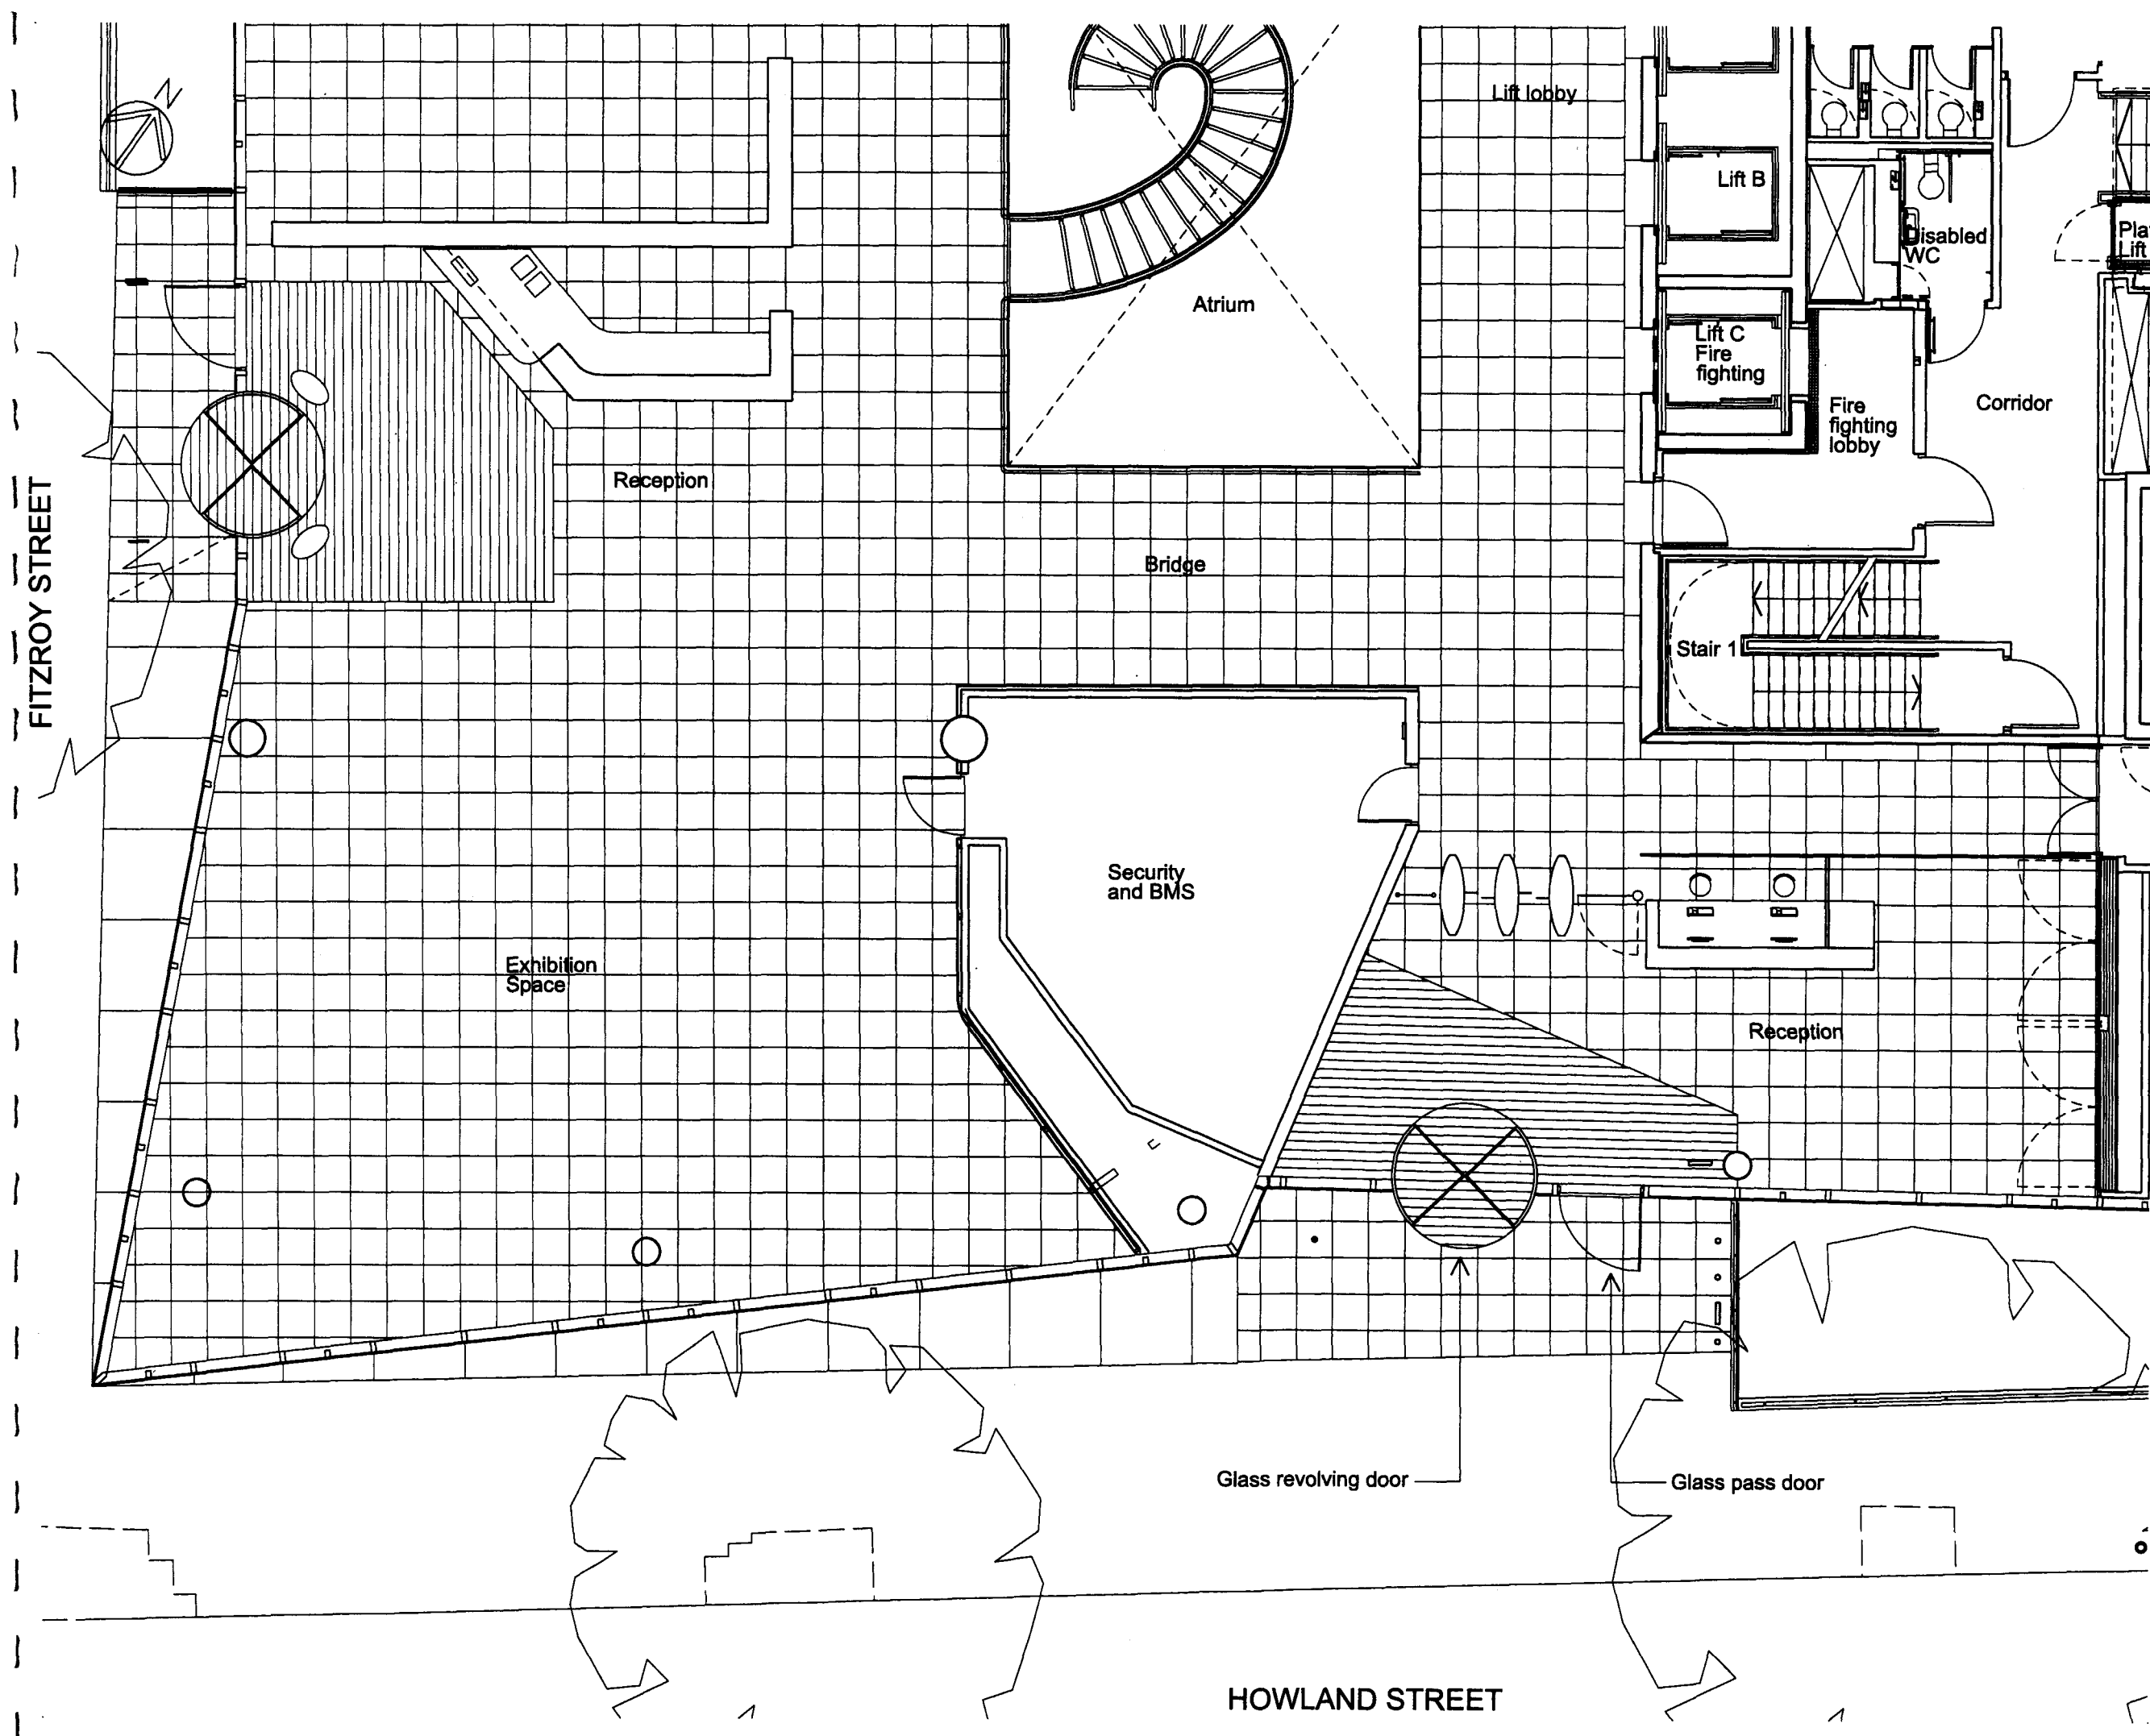 N
Lift lobby
Lift B
Disabled
WC
Lift
Atrium
Lift C
Fire
fighting
Fire
fighting
lobby
Corridor
Reception
FITZROY STREET
Bridge
Stair 1
Security
and BMS
Exhibition
Space
Reception
Glass revolving door
Glass pass door
HOWLAND STREET